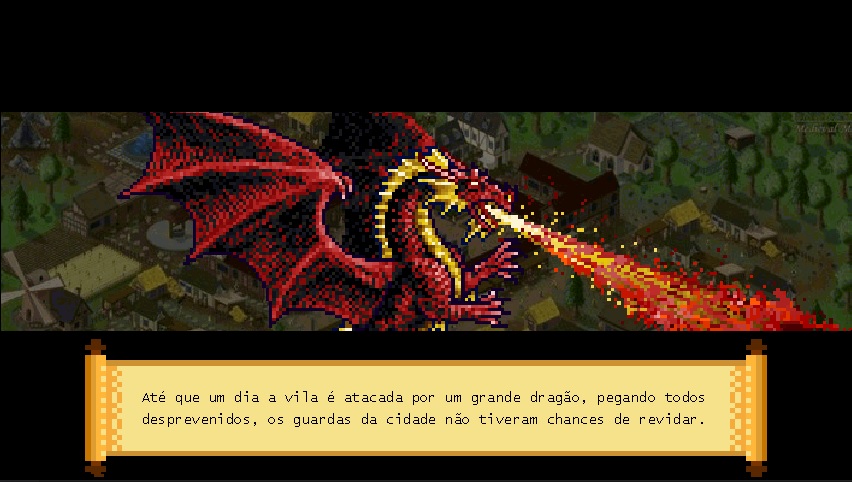 Medieval M
Até que um dia a vila é atacada por um grande dragão, pegando todos
desprevenidos, os guardas da cidade não tiveram chances de revidar.